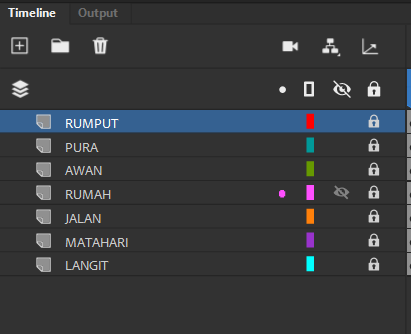 Timeline Output
RUMPUT
PURA
AWAN
RUMAH
JALAN
MATAHARI
LANGIT